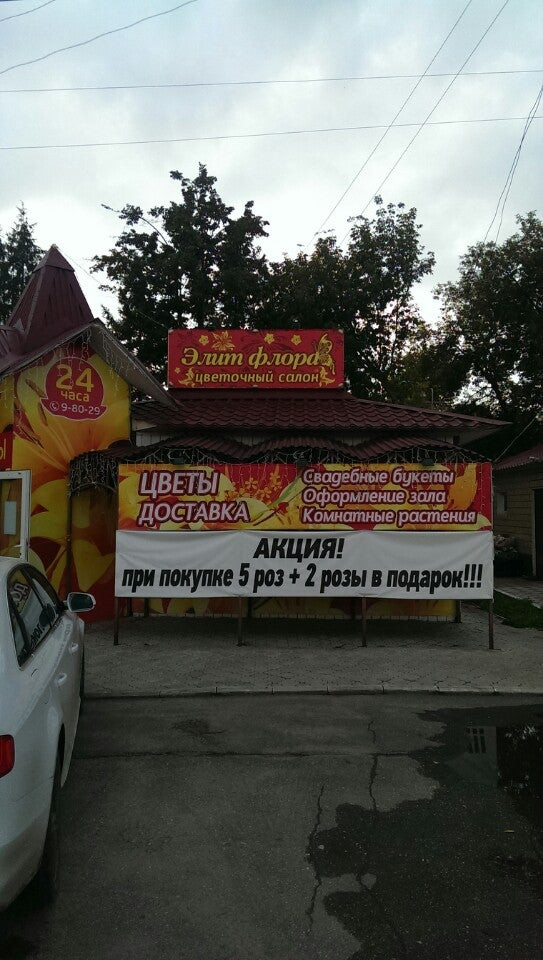 Элит флора
цветочный салон
24
часа
9-80-29
ЦВЕТЫ
ДОСТАВКА
Свадебные букеты
Оформление зала
Комнатные растения
АКЦИЯ!
при покупке 5 роз + 2 розы в подарок!!!